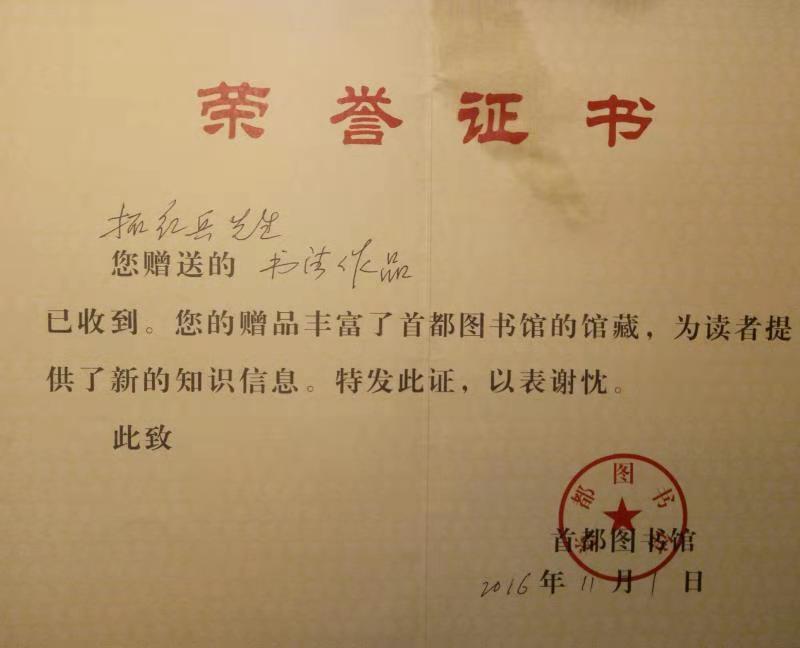 荣誉证书
拓红兵先生
您赠送的 书法作品
已收到。您的赠品丰富了首都图书馆的馆藏，为读者提
供了新的知识信息。特发此证，以表谢忱。
此致
首都图书馆
首都图书馆
2016年11月1日